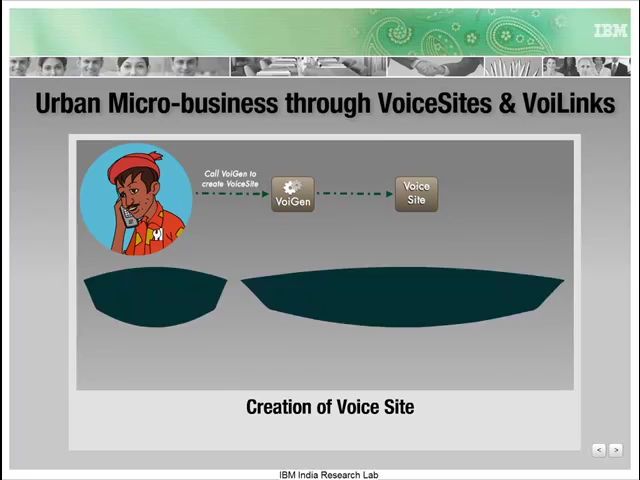 IBM
Urban Micro-business through VoiceSites & VoiLinks
Call VoiGen to
create VoiceSite
VoiGen
Voice
Site
Creation of Voice Site
< >
IBM India Research Lab